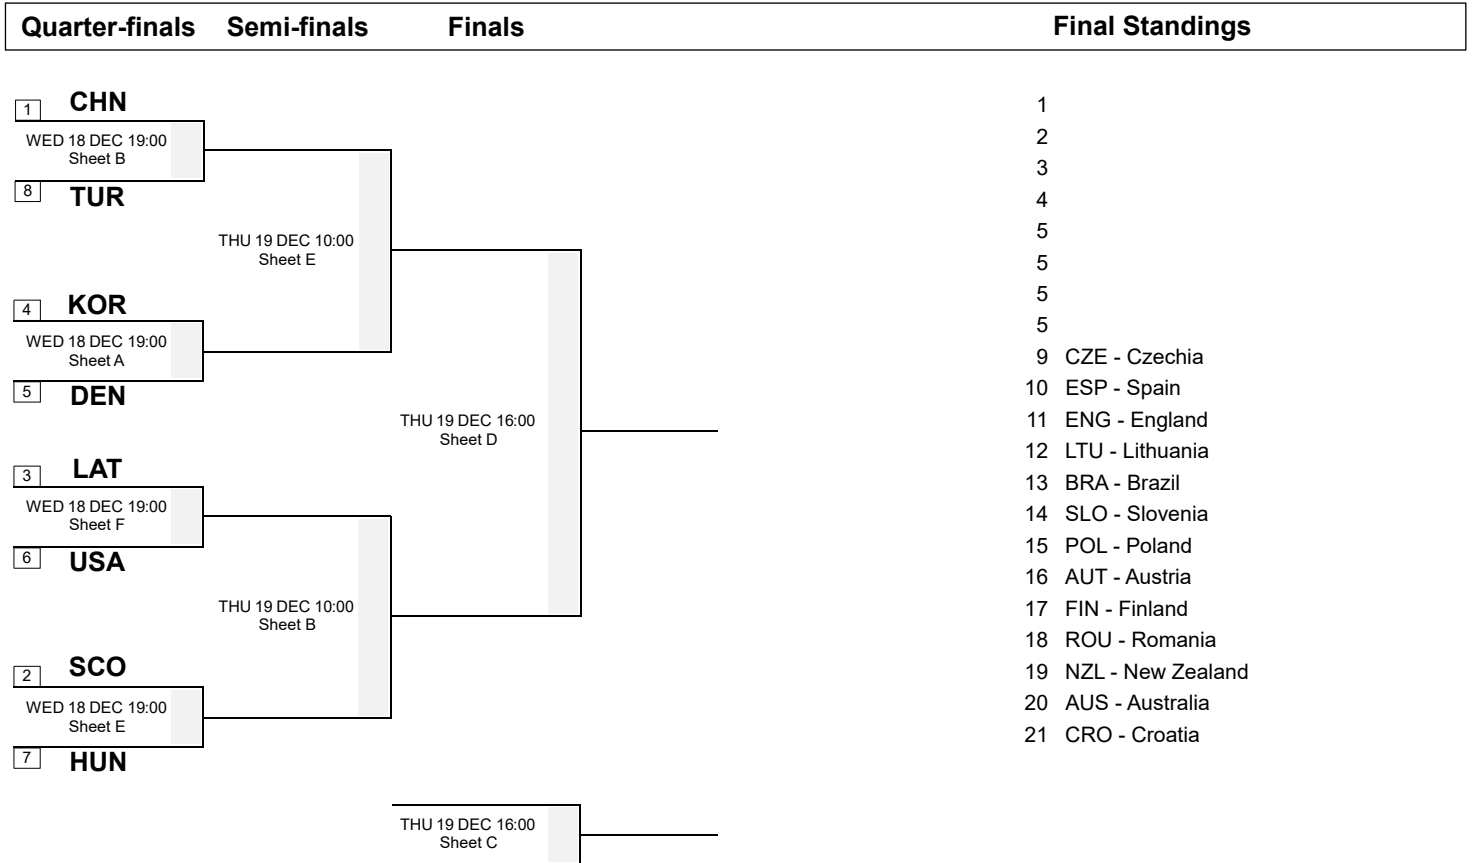 Quarter-finals Semi-finals Finals Final Standings
1 CHN
WED 18 DEC 19:00
Sheet B
8 TUR
THU 19 DEC 10:00
Sheet E
4 KOR
WED 18 DEC 19:00
Sheet A
5 DEN
THU 19 DEC 16:00
Sheet D
3 LAT
WED 18 DEC 19:00
Sheet F
6 USA
THU 19 DEC 10:00
Sheet B
2 SCO
WED 18 DEC 19:00
Sheet E
7 HUN
THU 19 DEC 16:00
Sheet C
1
2
3
4
5
5
5
5
9 CZE - Czechia
10 ESP - Spain
11 ENG - England
12 LTU - Lithuania
13 BRA - Brazil
14 SLO - Slovenia
15 POL - Poland
16 AUT - Austria
17 FIN - Finland
18 ROU - Romania
19 NZL - New Zealand
20 AUS - Australia
21 CRO - Croatia